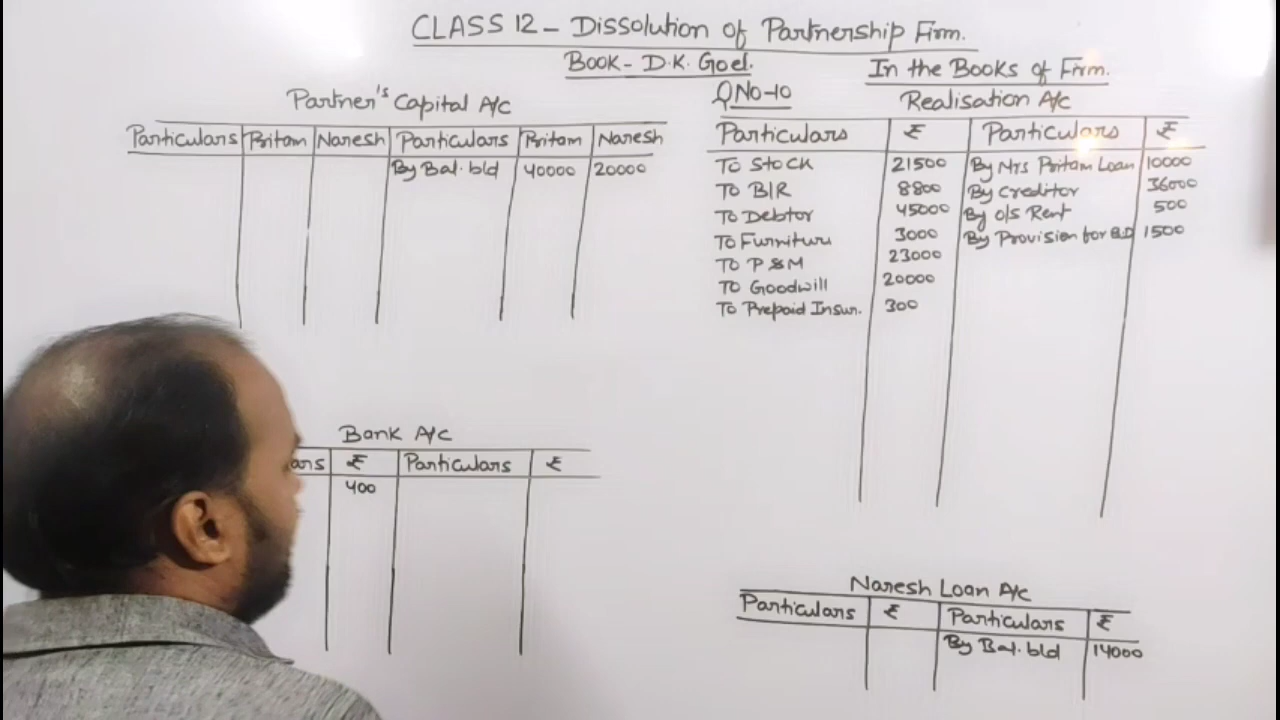 CLASS 12 - Dissolution of Partnership Firm.
Book - D.K. Goel.
In the Books of Firm.
Partner's Capital A/c
Particulars Pritam Naresh Particulars Pritam Naresh
By Bal. b/d 40000 20000
Q No-10
Realisation A/c
Particulars ₹ Particulars ₹
To Stock 21500 By Mrs Pritam Loan 10000
To B/R 8800 By Creditor 36000
To Debtor 45000 By o/s Rent 500
To Furniture 3000 By Provision for B.D 1500
To P&M 23000
To Goodwill 20000
To Prepaid Insur. 300
Bank A/c
ars ₹ Particulars ₹
400
Naresh Loan A/c
Particulars ₹ Particulars ₹
By Bal. b/d 14000